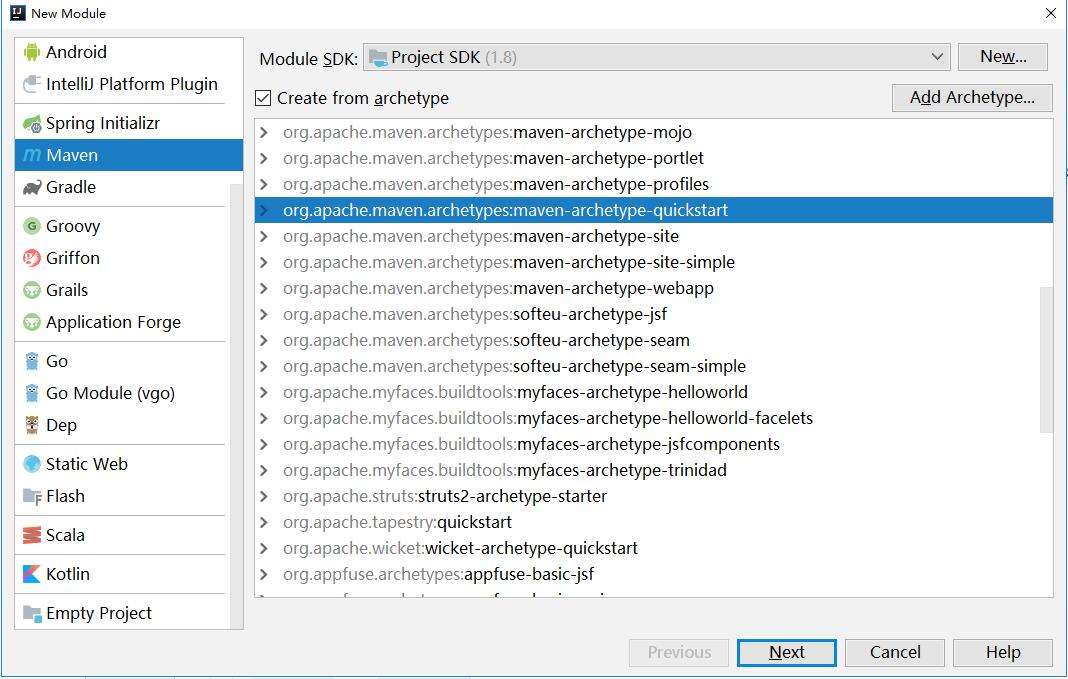 New Module
Android
IntelliJ Platform Plugin
Spring Initializr
Maven
Gradle
Groovy
Griffon
Grails
Application Forge
Go
Go Module (vgo)
Dep
Static Web
Flash
Scala
Kotlin
Empty Project
Module SDK: Project SDK (1.8) New...
Create from archetype Add Archetype...
org.apache.maven.archetypes:maven-archetype-mojo
org.apache.maven.archetypes:maven-archetype-portlet
org.apache.maven.archetypes:maven-archetype-profiles
org.apache.maven.archetypes:maven-archetype-quickstart
org.apache.maven.archetypes:maven-archetype-site
org.apache.maven.archetypes:maven-archetype-site-simple
org.apache.maven.archetypes:maven-archetype-webapp
org.apache.maven.archetypes:softeu-archetype-jsf
org.apache.maven.archetypes:softeu-archetype-seam
org.apache.maven.archetypes:softeu-archetype-seam-simple
org.apache.myfaces.buildtools:myfaces-archetype-helloworld
org.apache.myfaces.buildtools:myfaces-archetype-helloworld-facelets
org.apache.myfaces.buildtools:myfaces-archetype-jsfcomponents
org.apache.myfaces.buildtools:myfaces-archetype-trinidad
org.apache.struts:struts2-archetype-starter
org.apache.tapestry:quickstart
org.apache.wicket:wicket-archetype-quickstart
org.appfuse.archetypes:appfuse-basic-jsf
Previous Next Cancel Help